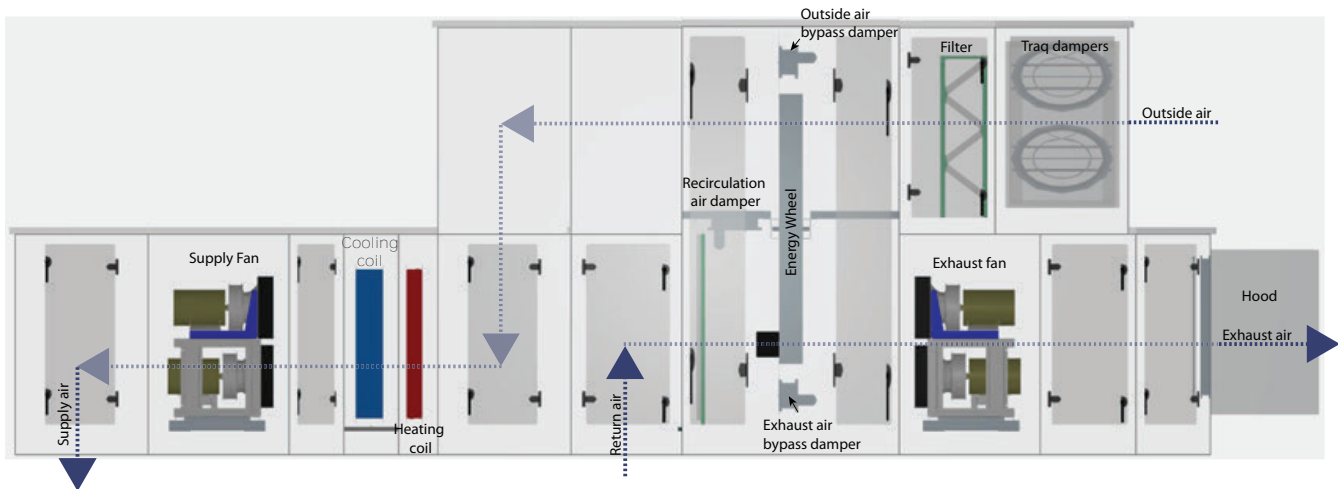 Outside air
bypass damper
Filter
Traq dampers
Outside air
Recirculation
air damper
Energy Wheel
Supply Fan
Cooling
coil
Exhaust fan
Hood
Exhaust air
Supply air
Heating
coil
Return air
Exhaust air
bypass damper